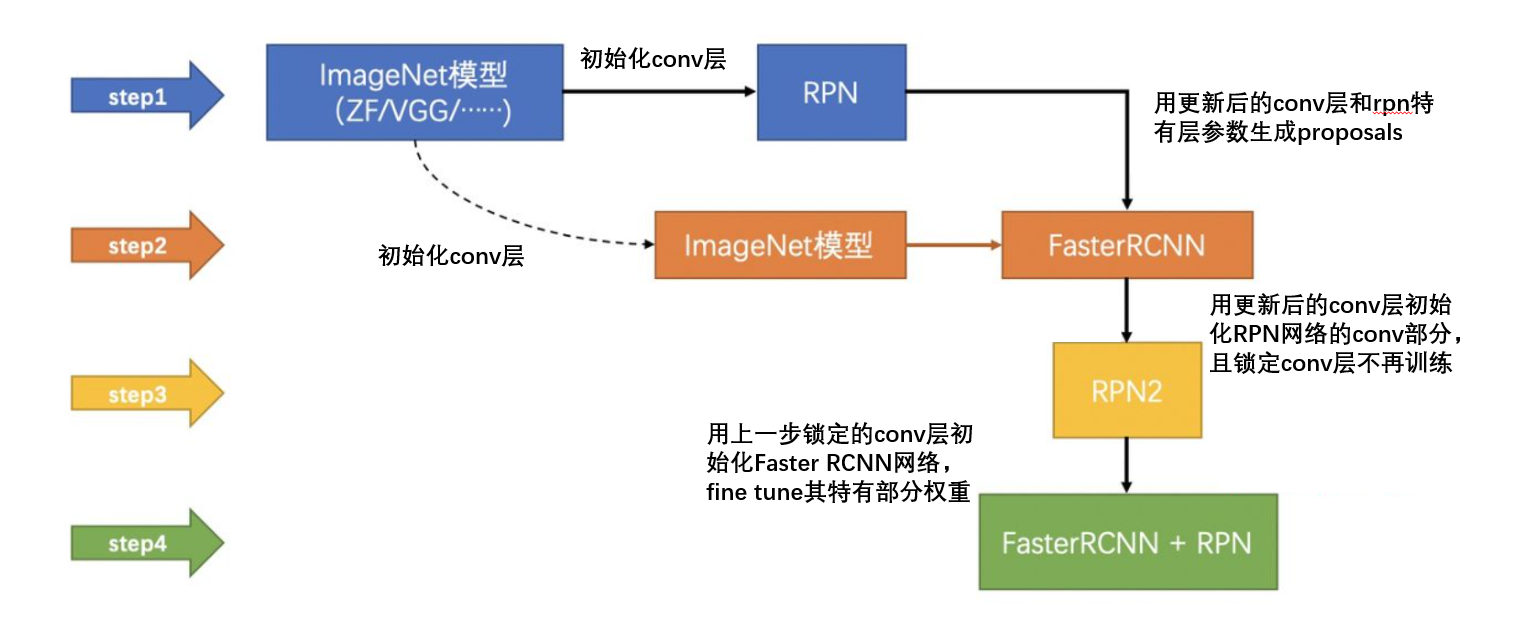 step1
ImageNet模型
（ZF/VGG/……）
初始化conv层
RPN
用更新后的conv层和rpn特
有层参数生成proposals
step2
初始化conv层
ImageNet模型
FasterRCNN
用更新后的conv层初始
化RPN网络的conv部分，
且锁定conv层不再训练
step3
RPN2
用上一步锁定的conv层初
始化Faster RCNN网络，
fine tune其特有部分权重
step4
FasterRCNN + RPN